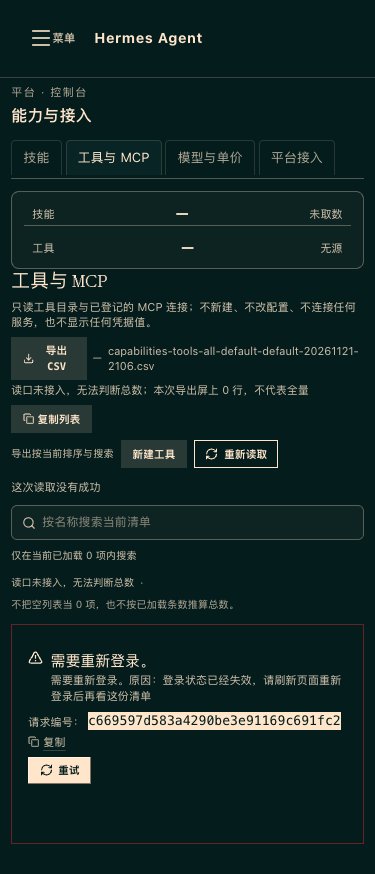 菜单 Hermes Agent
平台 · 控制台
能力与接入
技能 工具与 MCP 模型与单价 平台接入
技能 — 未取数
工具 — 无源
工具与 MCP
只读工具目录与已登记的 MCP 连接；不新建、不改配置、不连接任何
服务，也不显示任何凭据值。
导出
CSV
— capabilities-tools-all-default-default-20261121-
2106.csv
读口未接入，无法判断总数；本次导出屏上 0 行，不代表全量
复制列表
导出按当前排序与搜索 新建工具 重新读取
这次读取没有成功
按名称搜索当前清单
仅在当前已加载 0 项内搜索
读口未接入，无法判断总数 ·
不把空列表当 0 项，也不按已加载条数推算总数。
需要重新登录。
需要重新登录。原因：登录状态已经失效，请刷新页面重新
登录后再看这份清单
请求编号： c669597d583a4290be3e91169c691fc2
复制
重试